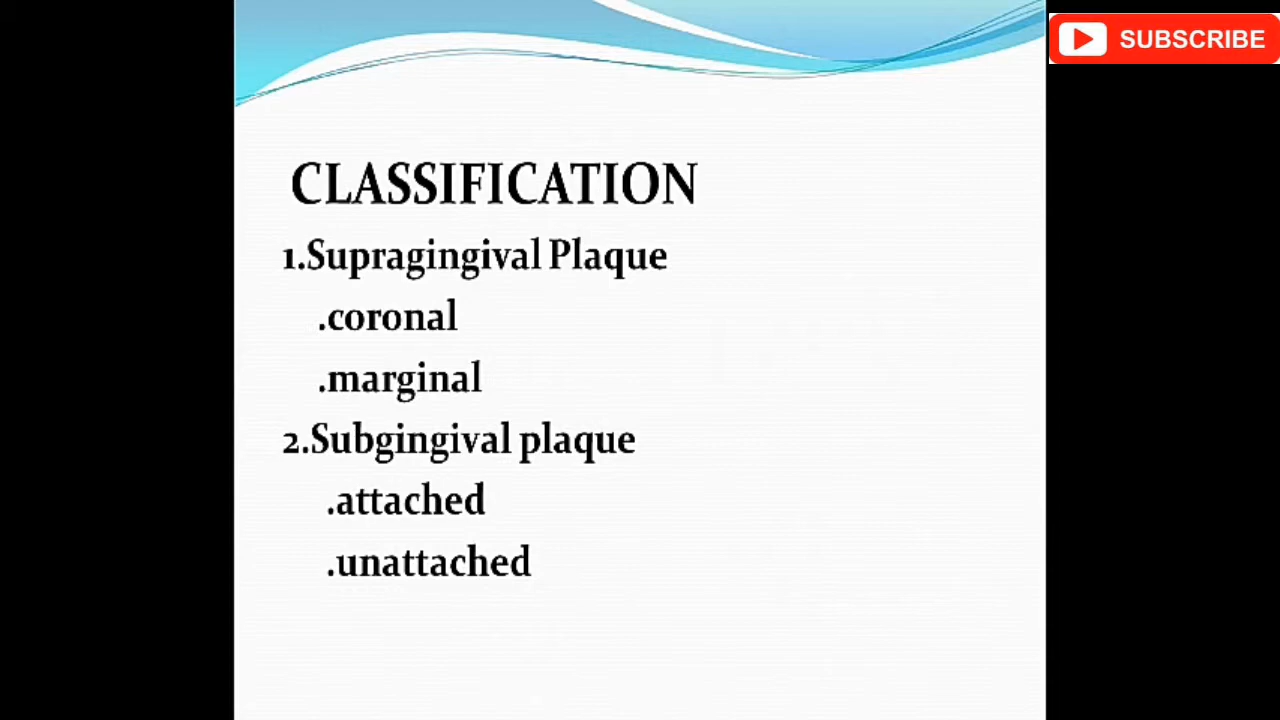 SUBSCRIBE
CLASSIFICATION
1.Supragingival Plaque
.coronal
.marginal
2.Subgingival plaque
.attached
.unattached